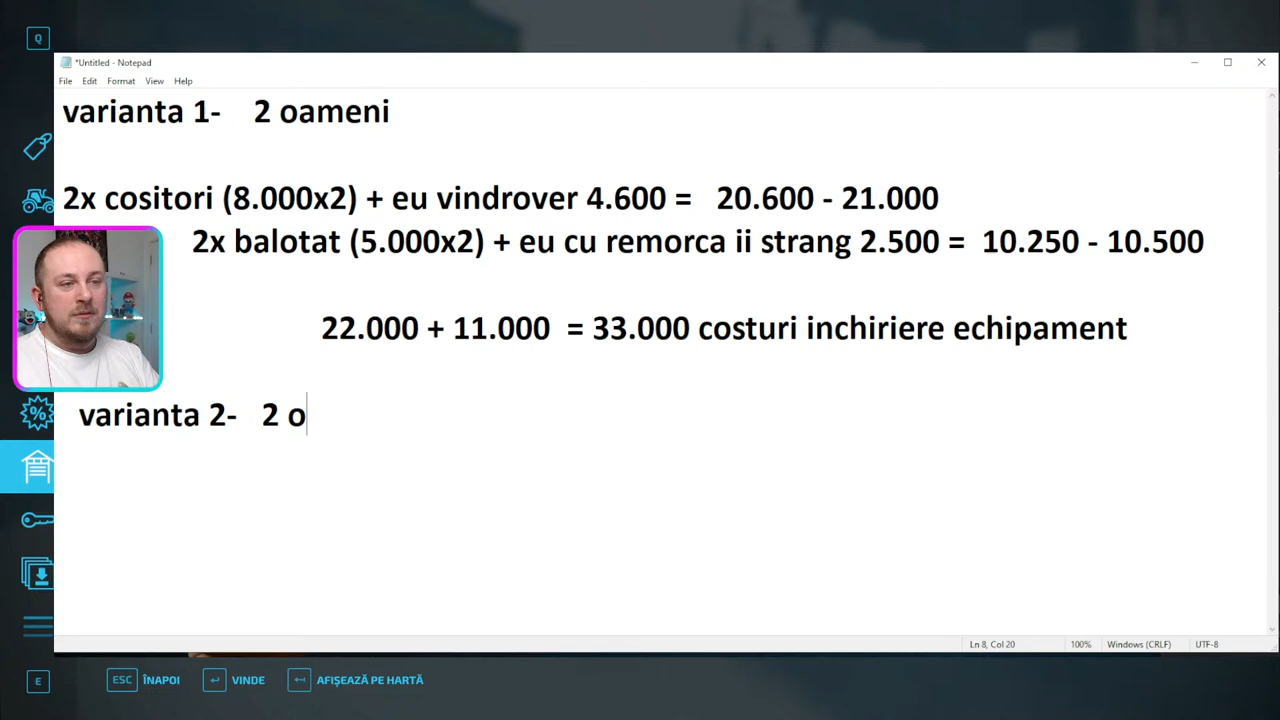 Q
*Untitled - Notepad
File Edit Format View Help
varianta 1- 2 oameni
2x cositori (8.000x2) + eu vindrover 4.600 = 20.600 - 21.000
2x balotat (5.000x2) + eu cu remorca ii strang 2.500 = 10.250 - 10.500
22.000 + 11.000 = 33.000 costuri inchiriere echipament
%
varianta 2- 2 o
Ln 8, Col 20 100% Windows (CRLF) UTF-8
E ESC ÎNAPOI VINDE AFIȘEAZĂ PE HARTĂ